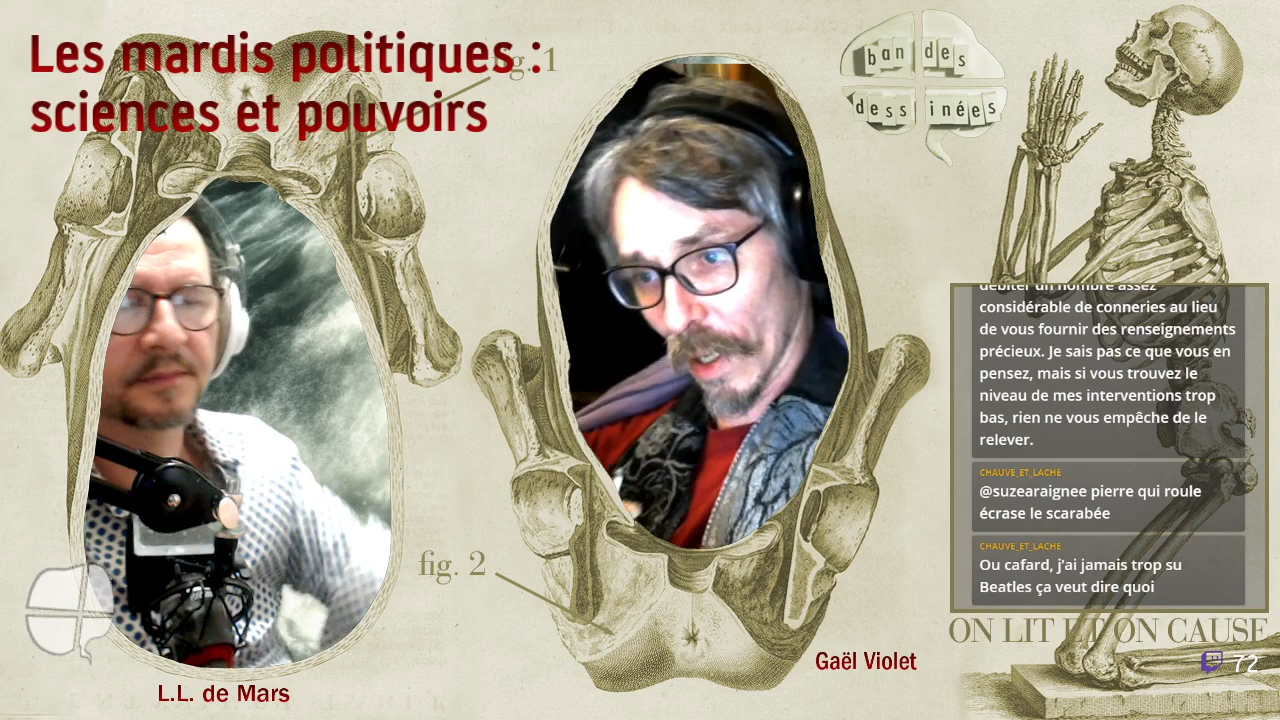 Les mardis politiques :
sciences et pouvoirs
fig. 1
ban des
dess inées
débiter un nombre assez
considérable de conneries au lieu
de vous fournir des renseignements
précieux. Je sais pas ce que vous en
pensez, mais si vous trouvez le
niveau de mes interventions trop
bas, rien ne vous empêche de le
relever.
CHAUVE_ET_LACHE
@suzearaignee pierre qui roule
écrase le scarabée
CHAUVE_ET_LACHE
Ou cafard, j'ai jamais trop su
Beatles ça veut dire quoi
fig. 2
ON LIT ET ON CAUSE
72
Gaël Violet
L.L. de Mars